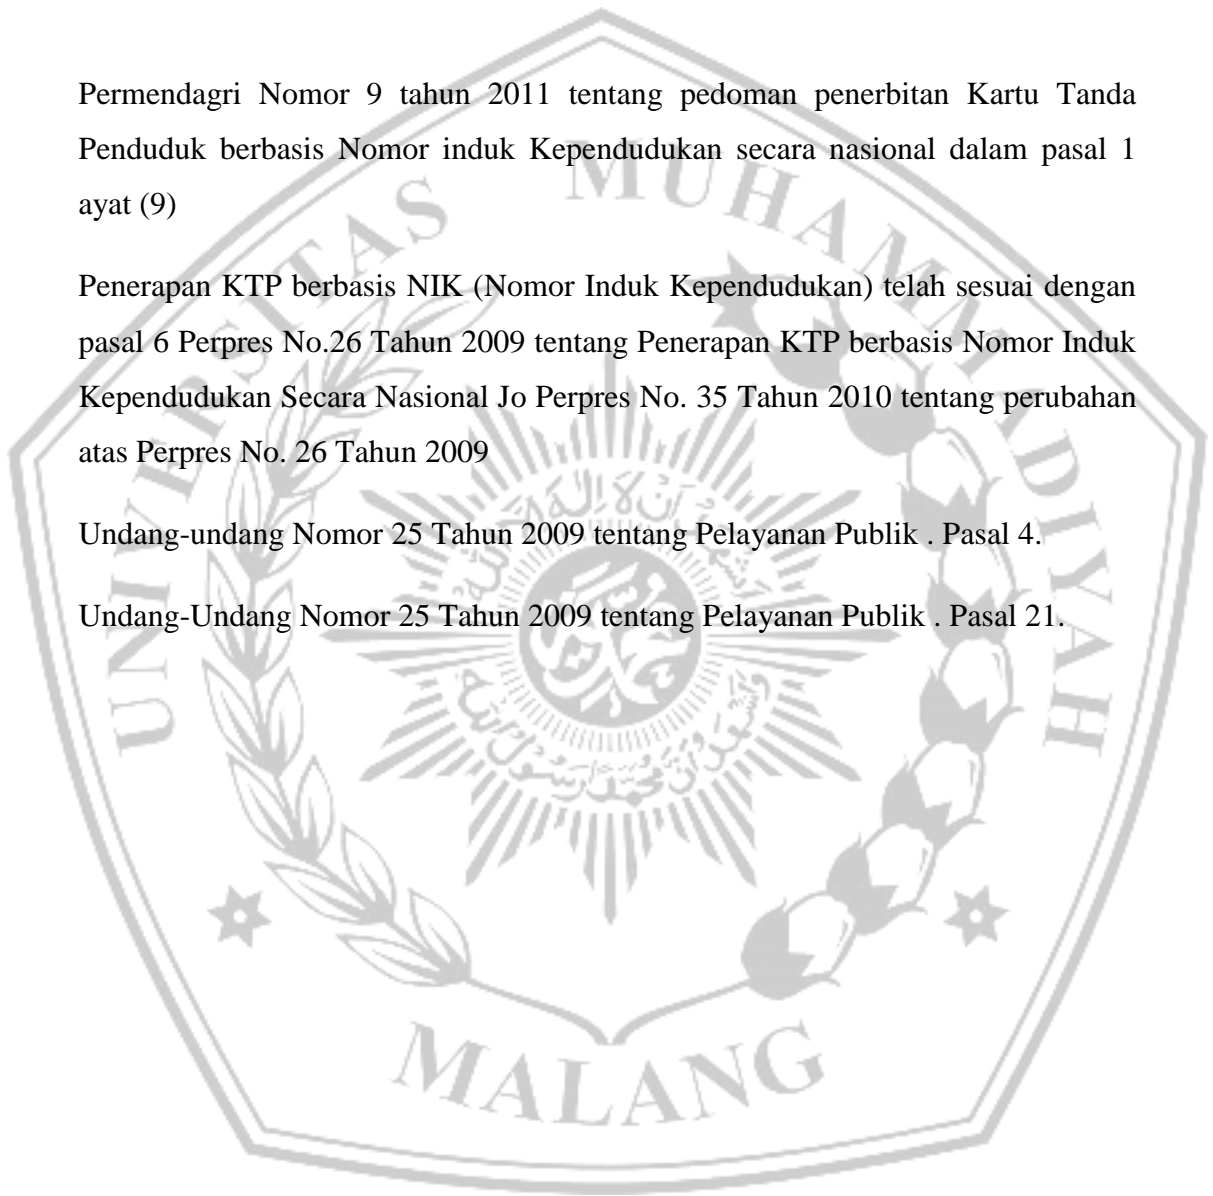 Permendagri Nomor 9 tahun 2011 tentang pedoman penerbitan Kartu Tanda
Penduduk berbasis Nomor induk Kependudukan secara nasional dalam pasal 1
ayat (9)
Penerapan KTP berbasis NIK (Nomor Induk Kependudukan) telah sesuai dengan
pasal 6 Perpres No.26 Tahun 2009 tentang Penerapan KTP berbasis Nomor Induk
Kependudukan Secara Nasional Jo Perpres No. 35 Tahun 2010 tentang perubahan
atas Perpres No. 26 Tahun 2009
Undang-undang Nomor 25 Tahun 2009 tentang Pelayanan Publik . Pasal 4.
Undang-Undang Nomor 25 Tahun 2009 tentang Pelayanan Publik . Pasal 21.
UNIVERSITAS MUHAMMADIYAH
MALANG